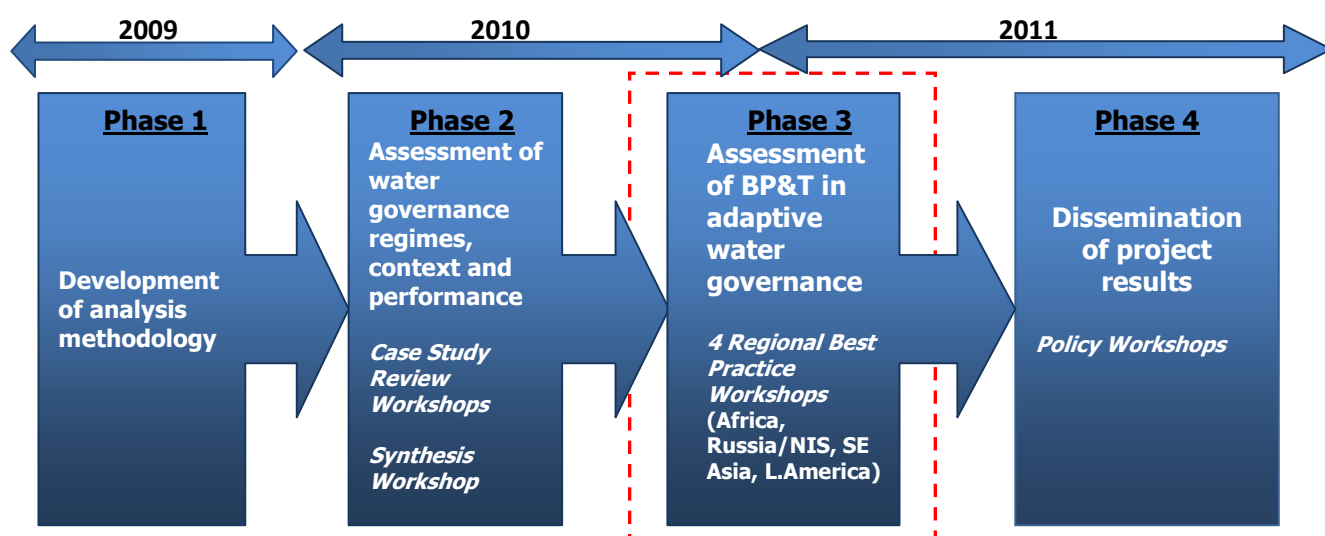 2009
2010
2011
Phase 1
Development
of analysis
methodology
Phase 2
Assessment of
water
governance
regimes,
context and
performance
Case Study
Review
Workshops
Synthesis
Workshop
Phase 3
Assessment
of BP&T in
adaptive
water
governance
4 Regional Best
Practice
Workshops
(Africa,
Russia/NIS, SE
Asia, L.America)
Phase 4
Dissemination
of project
results
Policy Workshops